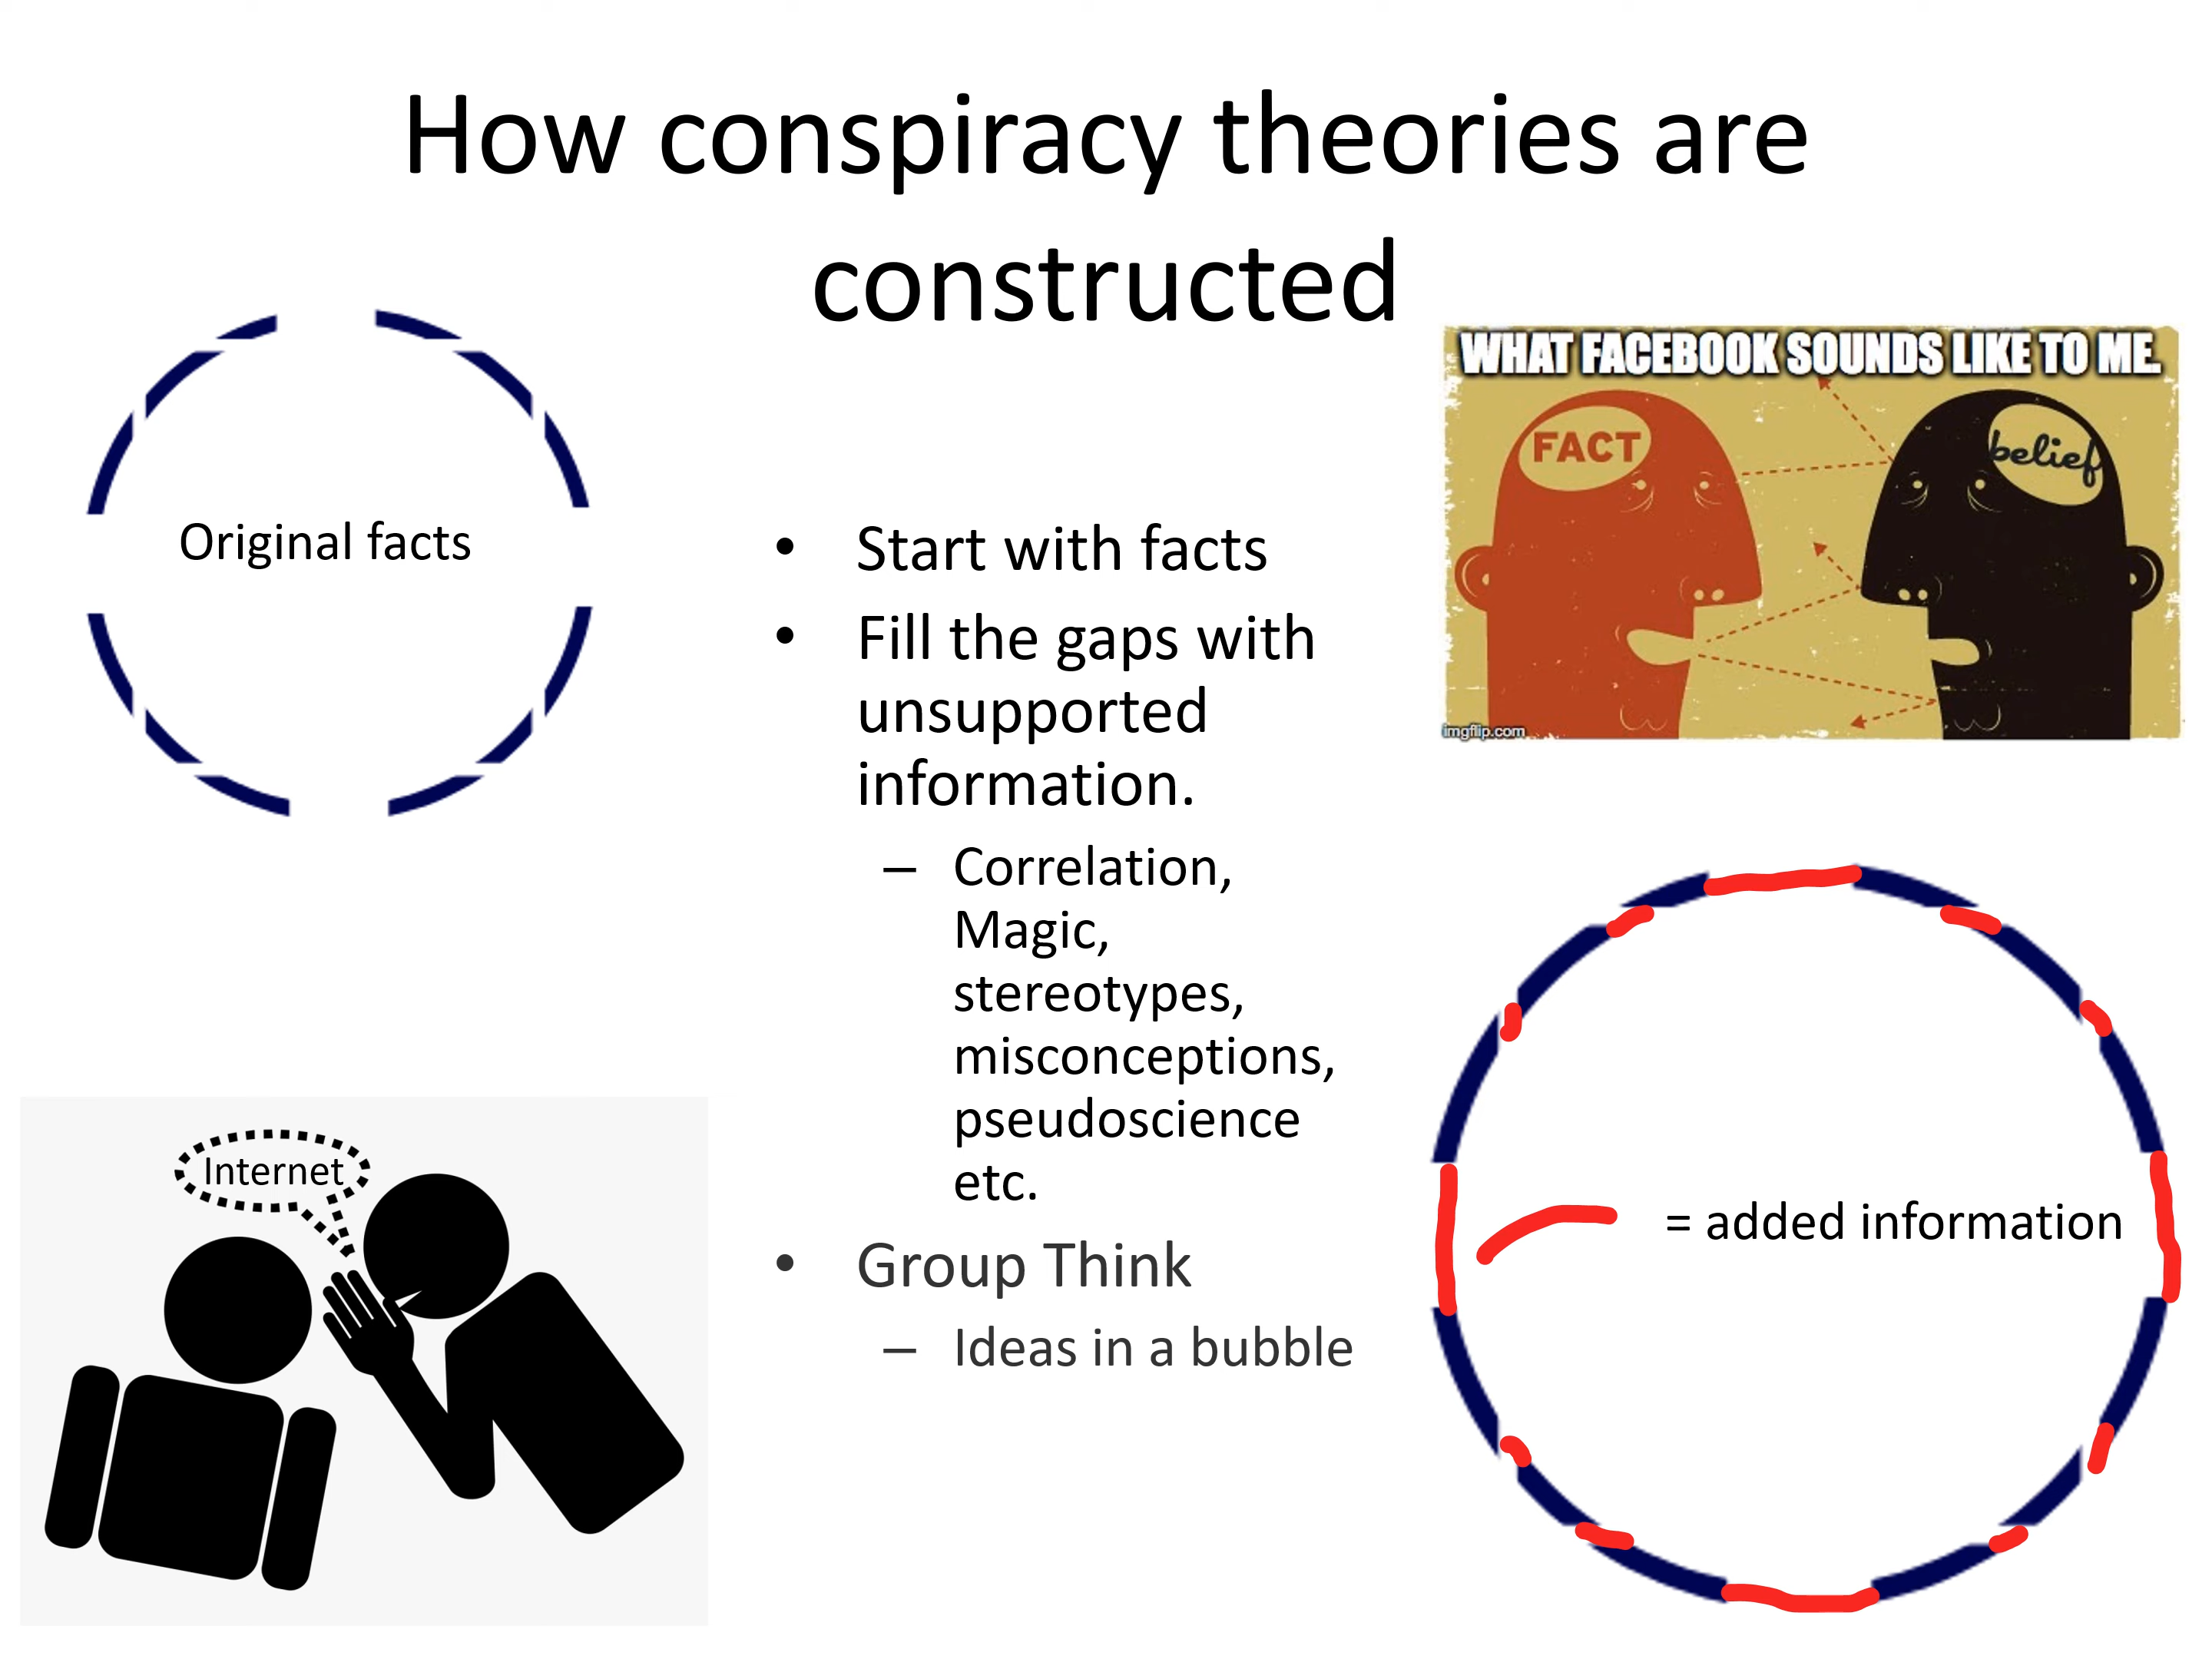 How conspiracy theories are
constructed
Original facts
• Start with facts
• Fill the gaps with
unsupported
information.
– Correlation,
Magic,
stereotypes,
misconceptions,
pseudoscience
etc.
• Group Think
– Ideas in a bubble
WHAT FACEBOOK SOUNDS LIKE TO ME.
FACT
belief
imgflip.com
Internet
= added information